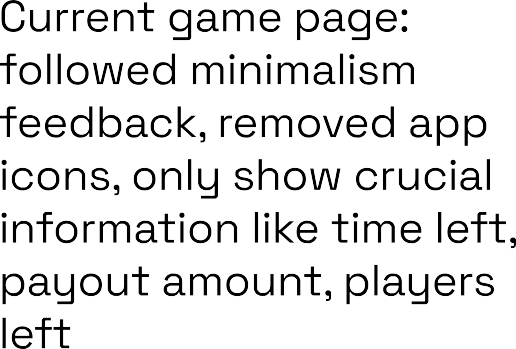 Current game page:
followed minimalism
feedback, removed app
icons, only show crucial
information like time left,
payout amount, players
left